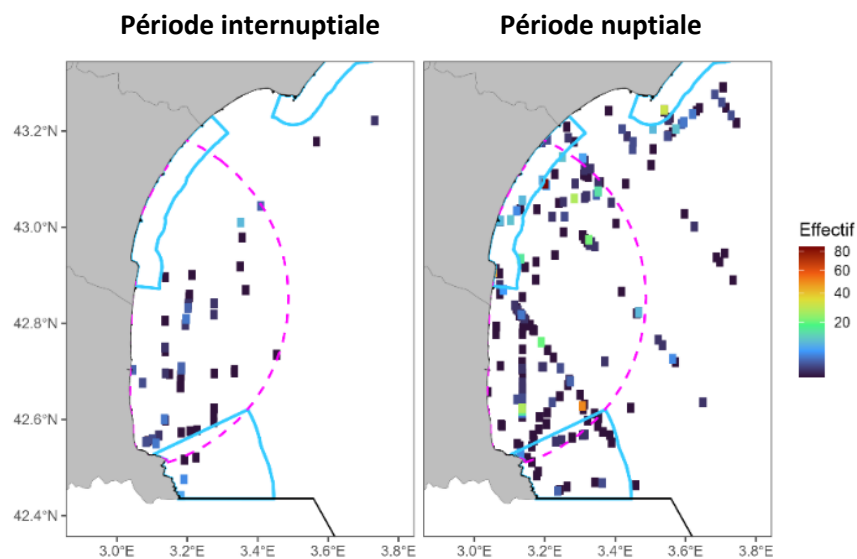 Période internuptiale
Période nuptiale
43.2°N
43.0°N
42.8°N
42.6°N
42.4°N
3.0°E 3.2°E 3.4°E 3.6°E 3.8°E
3.0°E 3.2°E 3.4°E 3.6°E 3.8°E
Effectif
80
60
40
20